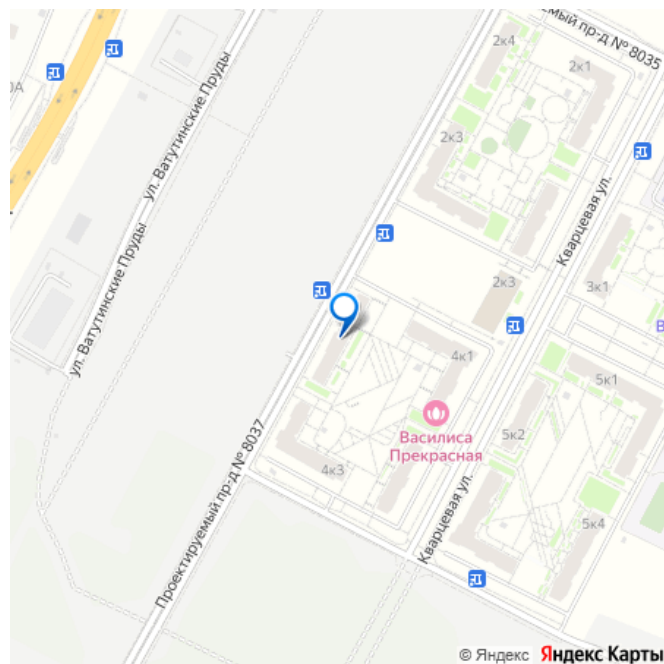 Проектируемый пр-д № 8035
2к4
2к1
0А
ул. Ватутинские Пруды
2к3
Кварцевая ул.
ул. Ватутинские Пруды
2к3
3к1
В
4к1
5к1
Василиса
Прекрасная
5к2
4к3
Проектируемый пр-д № 8037
Кварцевая ул.
5к4
© Яндекс Яндекс Карты